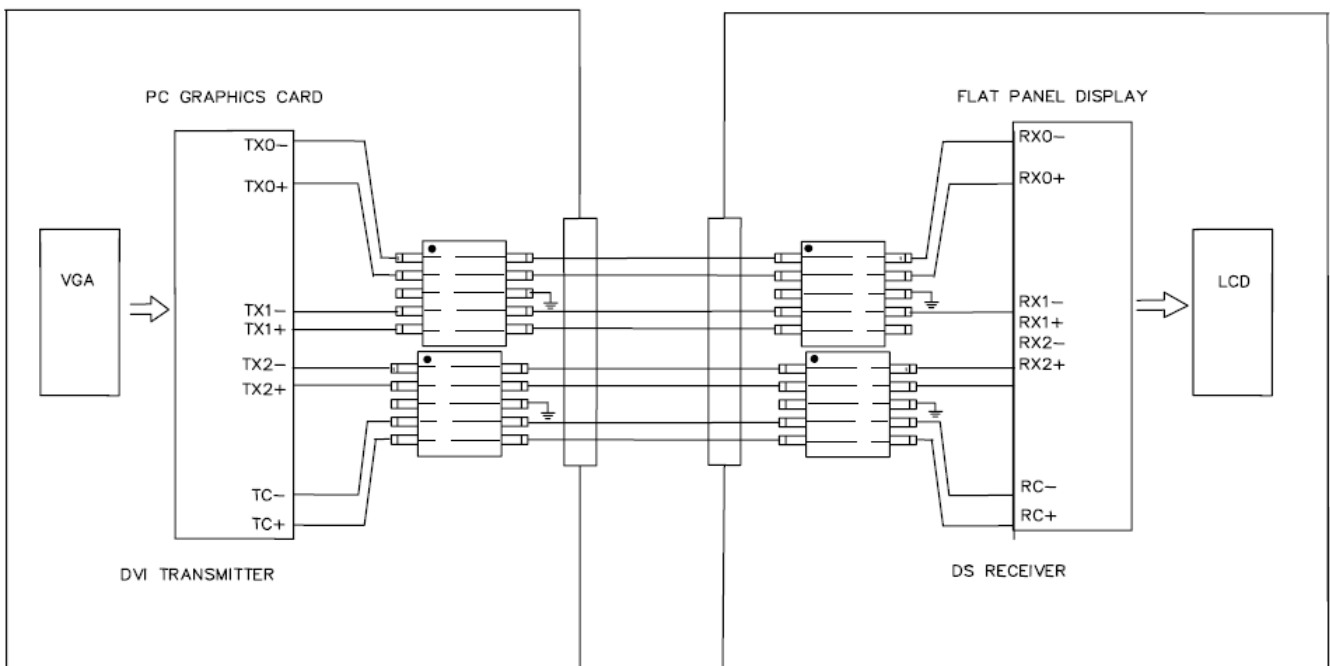 PC GRAPHICS CARD
FLAT PANEL DISPLAY
TX0-
TX0+
TX1-
TX1+
TX2-
TX2+
TC-
TC+
VGA
RX0-
RX0+
RX1-
RX1+
RX2-
RX2+
RC-
RC+
LCD
DVI TRANSMITTER
DS RECEIVER